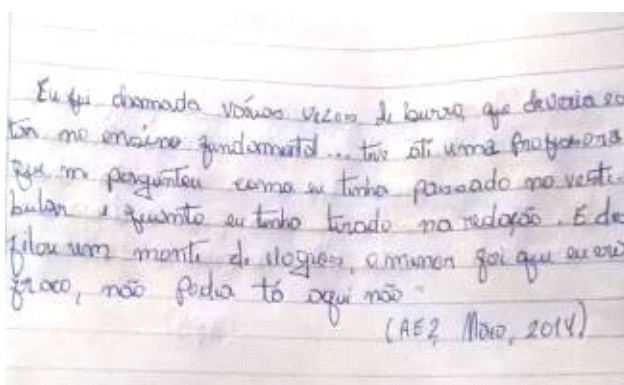 Eu fui chamada várias vezes de burra, que deveria es
tar no ensino fundamental... teve até uma professora
que me perguntou como eu tinha passado no vesti-
bular e quanto eu tinha tirado na redação. E des
filou um monte de elogios, a menor foi que eu era
fraco, não podia tá aqui não
(AE2, Maio, 2014)